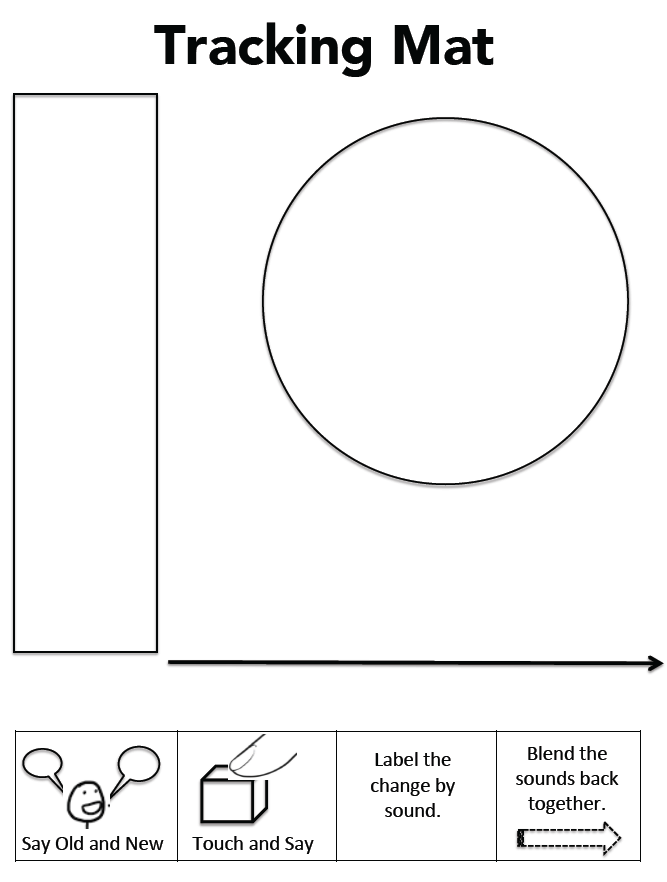 Tracking Mat
Say Old and New
Touch and Say
Label the
change by
sound.
Blend the
sounds back
together.